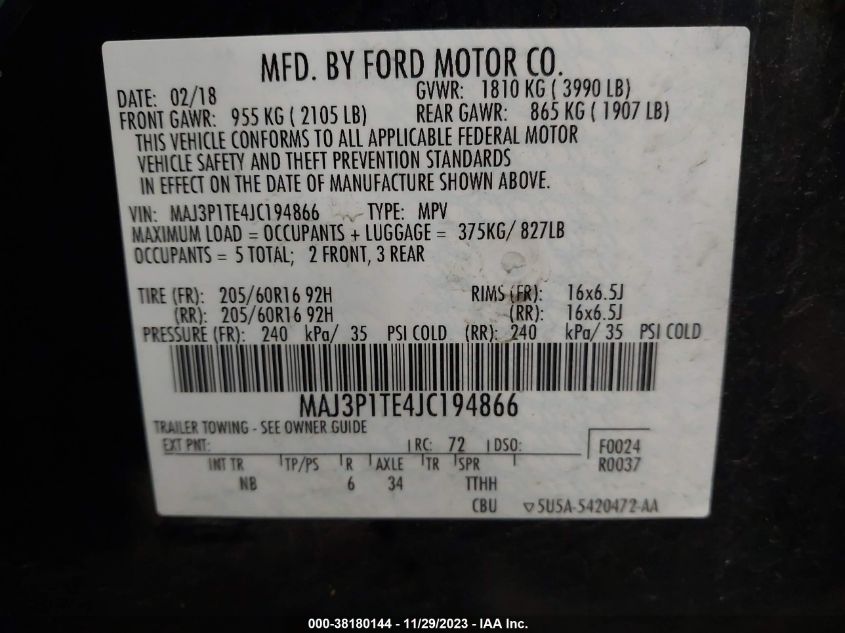 MFD. BY FORD MOTOR CO.
DATE: 02/18 GVWR: 1810 KG ( 3990 LB)
FRONT GAWR: 955 KG ( 2105 LB) REAR GAWR: 865 KG ( 1907 LB)
THIS VEHICLE CONFORMS TO ALL APPLICABLE FEDERAL MOTOR
VEHICLE SAFETY AND THEFT PREVENTION STANDARDS
IN EFFECT ON THE DATE OF MANUFACTURE SHOWN ABOVE.
VIN: MAJ3P1TE4JC194866 TYPE: MPV
MAXIMUM LOAD = OCCUPANTS + LUGGAGE = 375KG/ 827LB
OCCUPANTS = 5 TOTAL; 2 FRONT, 3 REAR
TIRE (FR): 205/60R16 92H RIMS (FR): 16x6.5J
(RR): 205/60R16 92H (RR): 16x6.5J
PRESSURE (FR): 240 kPa/ 35 PSI COLD (RR): 240 kPa/ 35 PSI COLD
MAJ3P1TE4JC194866
TRAILER TOWING - SEE OWNER GUIDE
EXT PNT: RC: 72 DSO: F0024
R0037
INT TR TP/PS R AXLE TR SPR
NB 6 34 TTHH
CBU 5U5A-5420472-AA
000-38180144 - 11/29/2023 - IAA Inc.